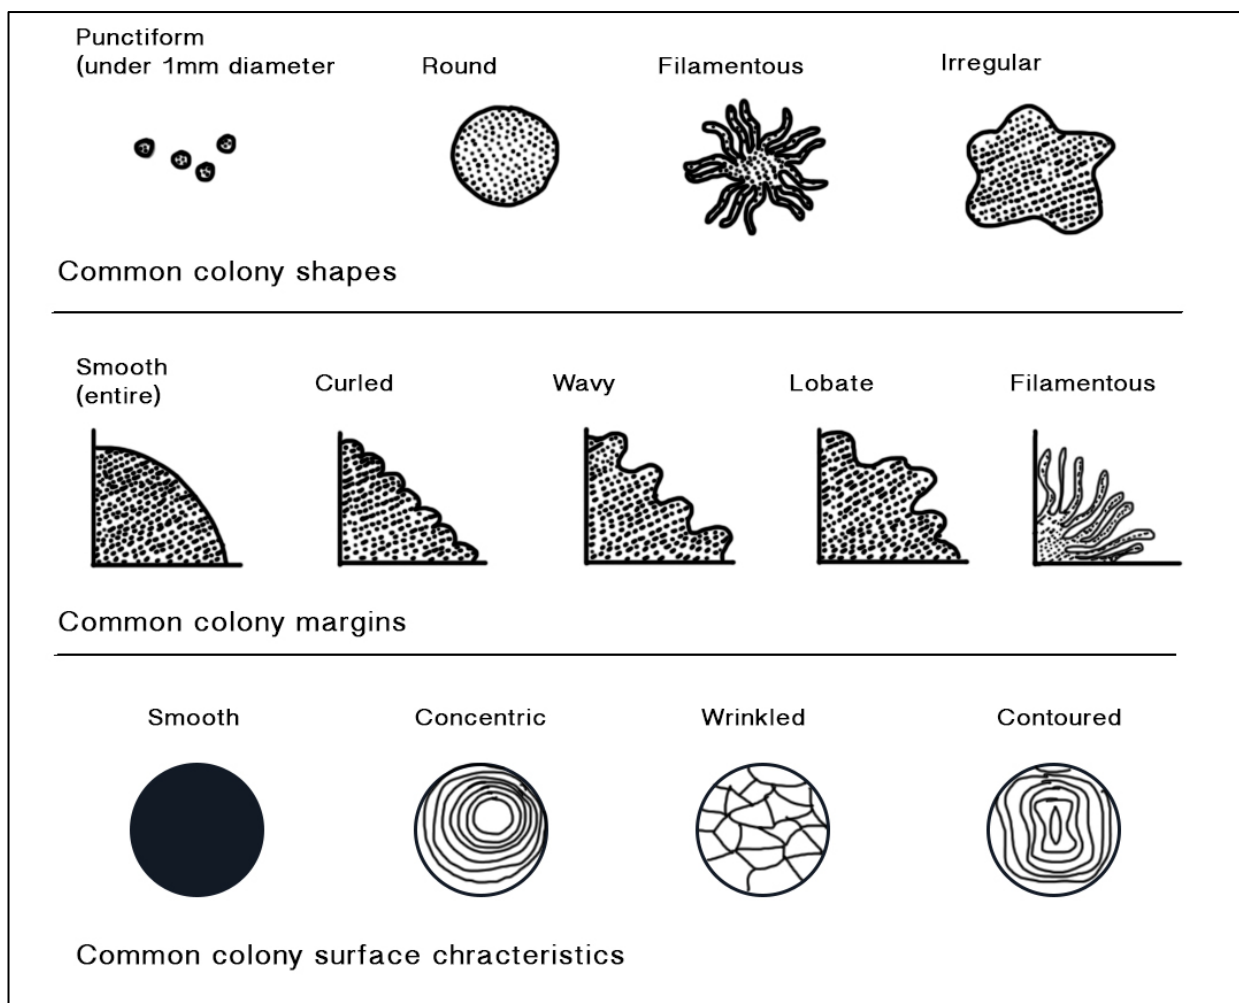 Punctiform
(under 1mm diameter
Round
Filamentous
Irregular
Common colony shapes
Smooth
(entire)
Curled
Wavy
Lobate
Filamentous
Common colony margins
Smooth
Concentric
Wrinkled
Contoured
Common colony surface chracteristics